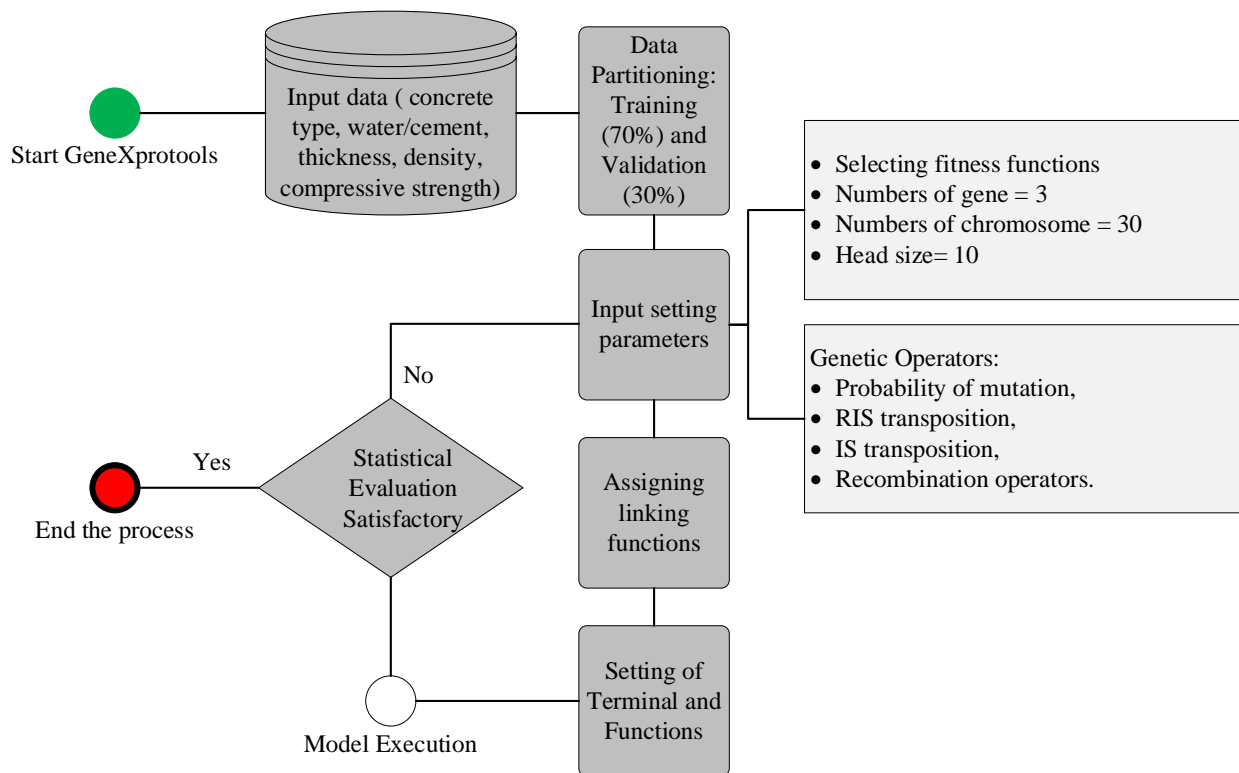 Start GeneXprotools
Input data ( concrete
type, water/cement,
thickness, density,
compressive strength)
Data
Partitioning:
Training
(70%) and
Validation
(30%)
Input setting
parameters
• Selecting fitness functions
• Numbers of gene = 3
• Numbers of chromosome = 30
• Head size= 10
Genetic Operators:
• Probability of mutation,
• RIS transposition,
• IS transposition,
• Recombination operators.
Assigning
linking
functions
Setting of
Terminal and
Functions
Model Execution
Statistical
Evaluation
Satisfactory
No
Yes
End the process